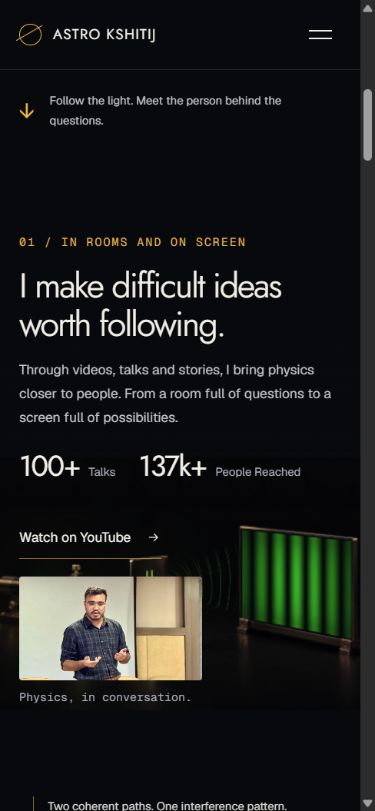 ASTRO KSHITIJ
Follow the light. Meet the person behind the
questions.
01 / IN ROOMS AND ON SCREEN
I make difficult ideas
worth following.
Through videos, talks and stories, I bring physics
closer to people. From a room full of questions to a
screen full of possibilities.
100+ Talks 137k+ People Reached
Watch on YouTube →
Physics, in conversation.
Two coherent paths. One interference pattern.